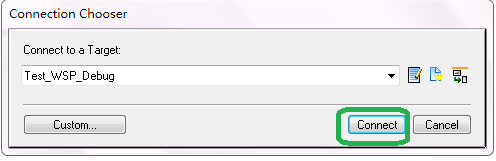 Connection Chooser
Connect to a Target:
Test_WSP_Debug
Custom... Connect Cancel